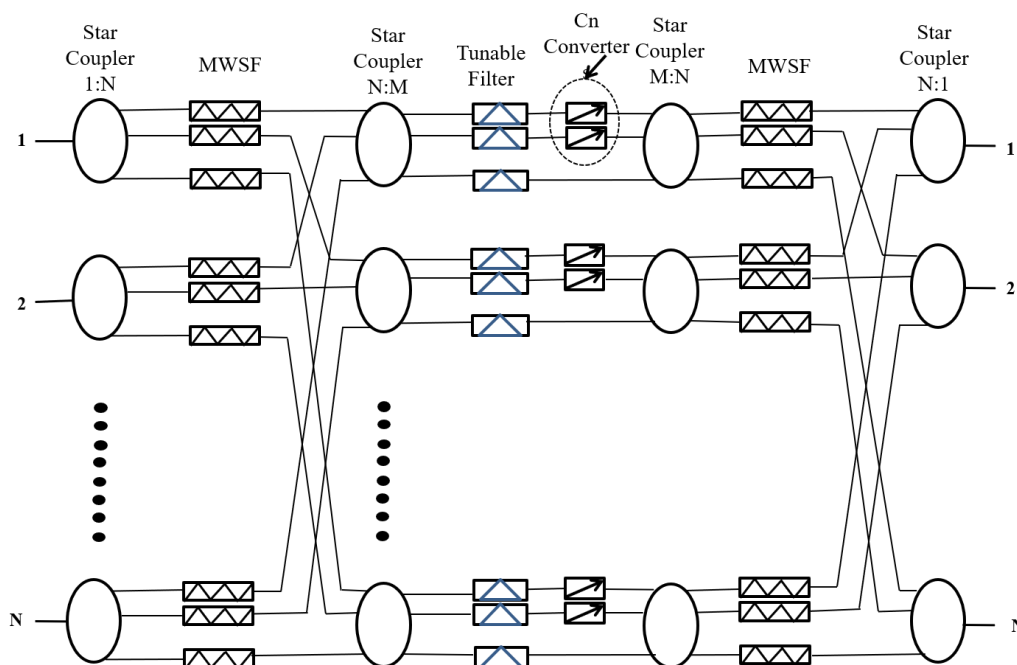 Star
Coupler
1:N
MWSF
Star
Coupler
N:M
Tunable
Filter
Cn
Converter
Star
Coupler
M:N
MWSF
Star
Coupler
N:1
1
1
2
2
N
N